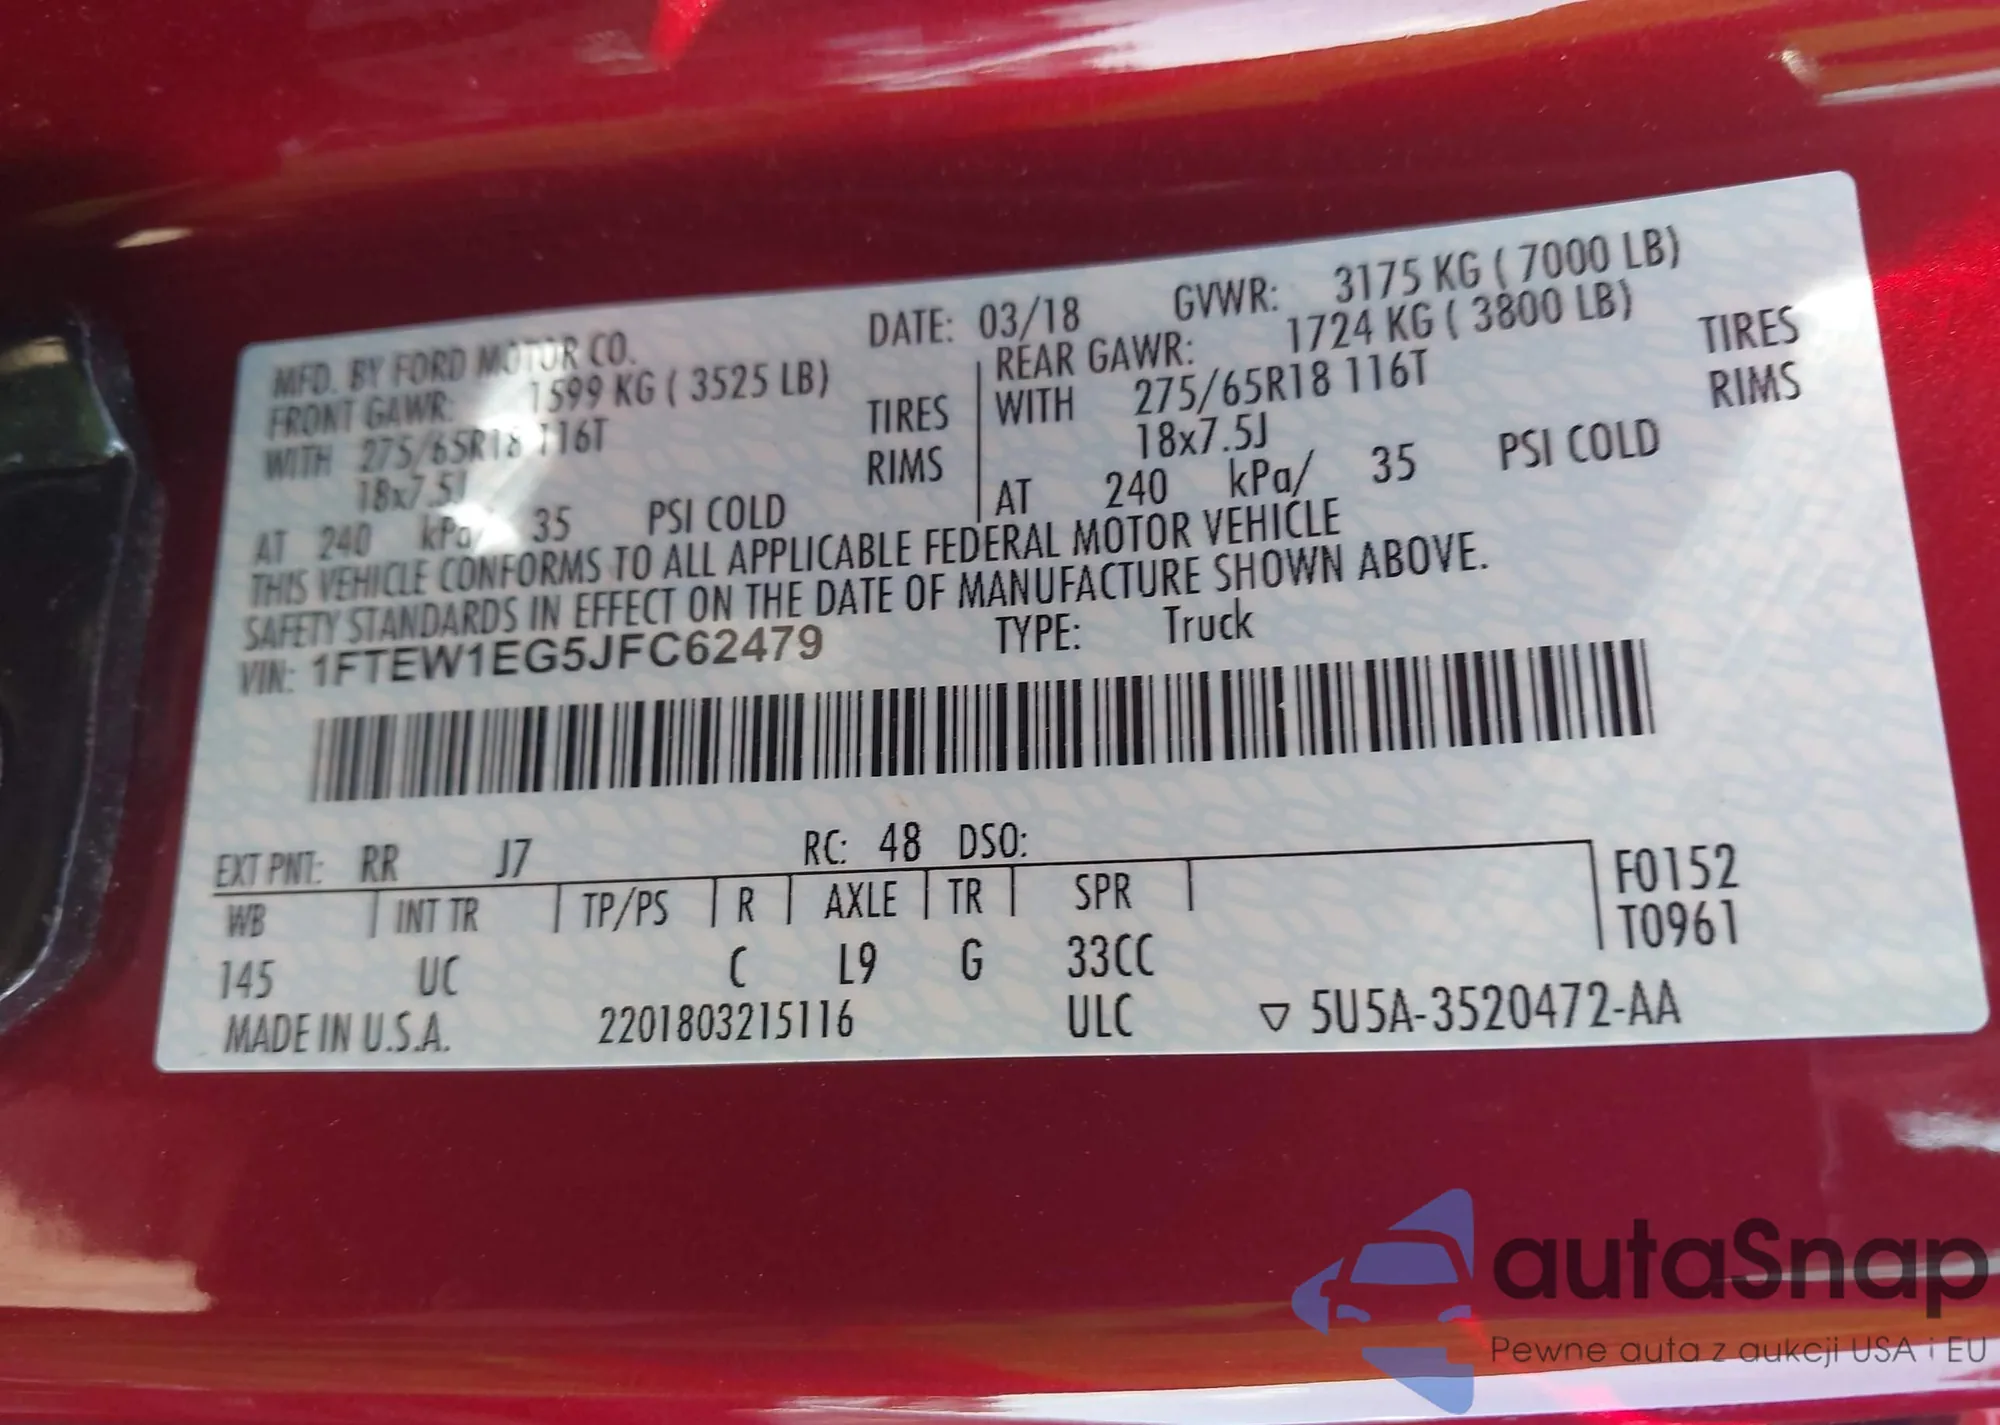 MFD. BY FORD MOTOR CO. DATE: 03/18 GVWR: 3175 KG ( 7000 LB)
FRONT GAWR: 1599 KG ( 3525 LB) REAR GAWR: 1724 KG ( 3800 LB)
WITH 275/65R18 116T TIRES WITH 275/65R18 116T TIRES
18x7.5J RIMS 18x7.5J RIMS
AT 240 kPa/ 35 PSI COLD AT 240 kPa/ 35 PSI COLD
THIS VEHICLE CONFORMS TO ALL APPLICABLE FEDERAL MOTOR VEHICLE
SAFETY STANDARDS IN EFFECT ON THE DATE OF MANUFACTURE SHOWN ABOVE.
VIN: 1FTEW1EG5JFC62479 TYPE: Truck
EXT PNT: RR J7 RC: 48 DSO:
WB INT TR TP/PS R AXLE TR SPR F0152
T0961
145 UC C L9 G 33CC
MADE IN U.S.A. 2201803215116 ULC ▽ 5U5A-3520472-AA
autaSnap
Pewne auta z aukcji USA i EU